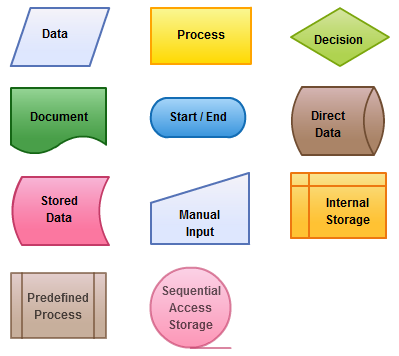 Data
Process
Decision
Document
Start / End
Direct
Data
Stored
Data
Manual
Input
Internal
Storage
Predefined
Process
Sequential
Access
Storage